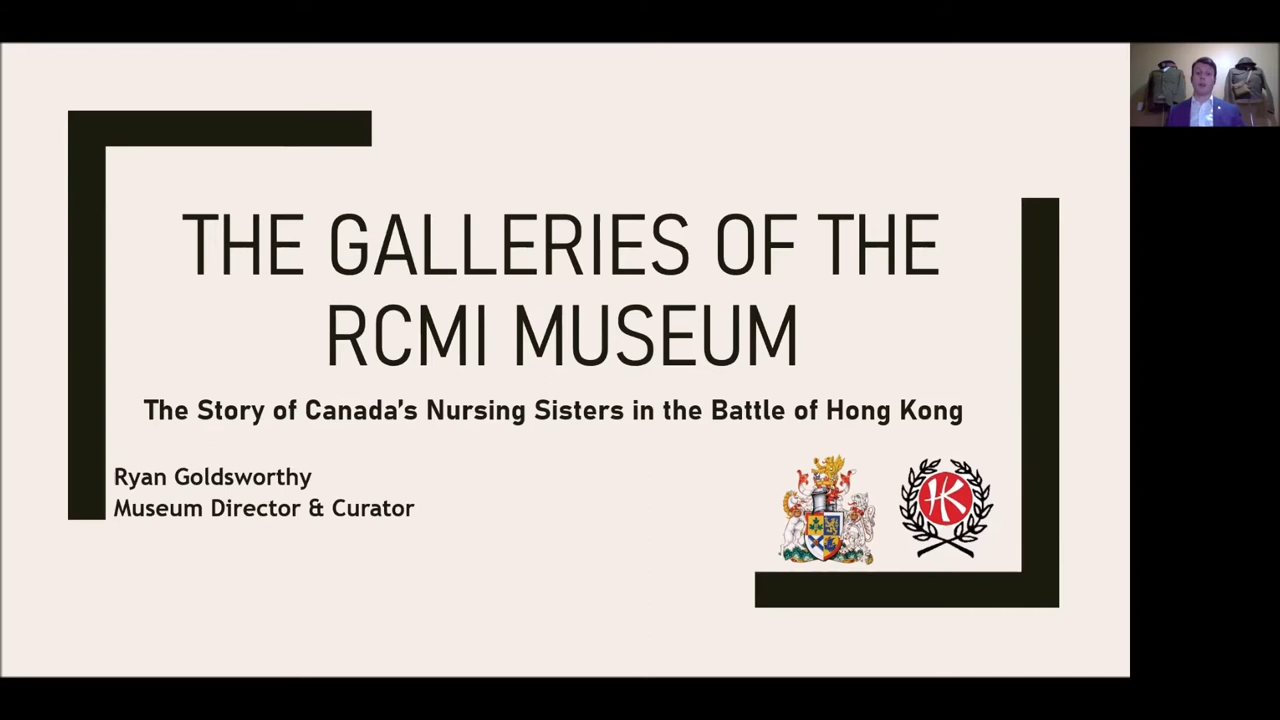 THE GALLERIES OF THE
RCMI MUSEUM
The Story of Canada's Nursing Sisters in the Battle of Hong Kong
Ryan Goldsworthy
Museum Director & Curator
HK